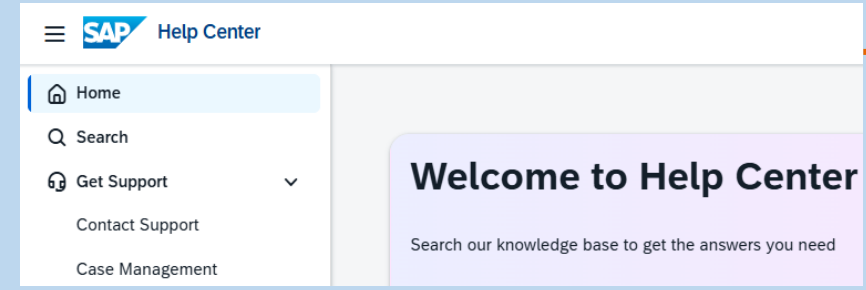 SAP Help Center
Home
Search
Get Support
Contact Support
Case Management
Welcome to Help Center
Search our knowledge base to get the answers you need